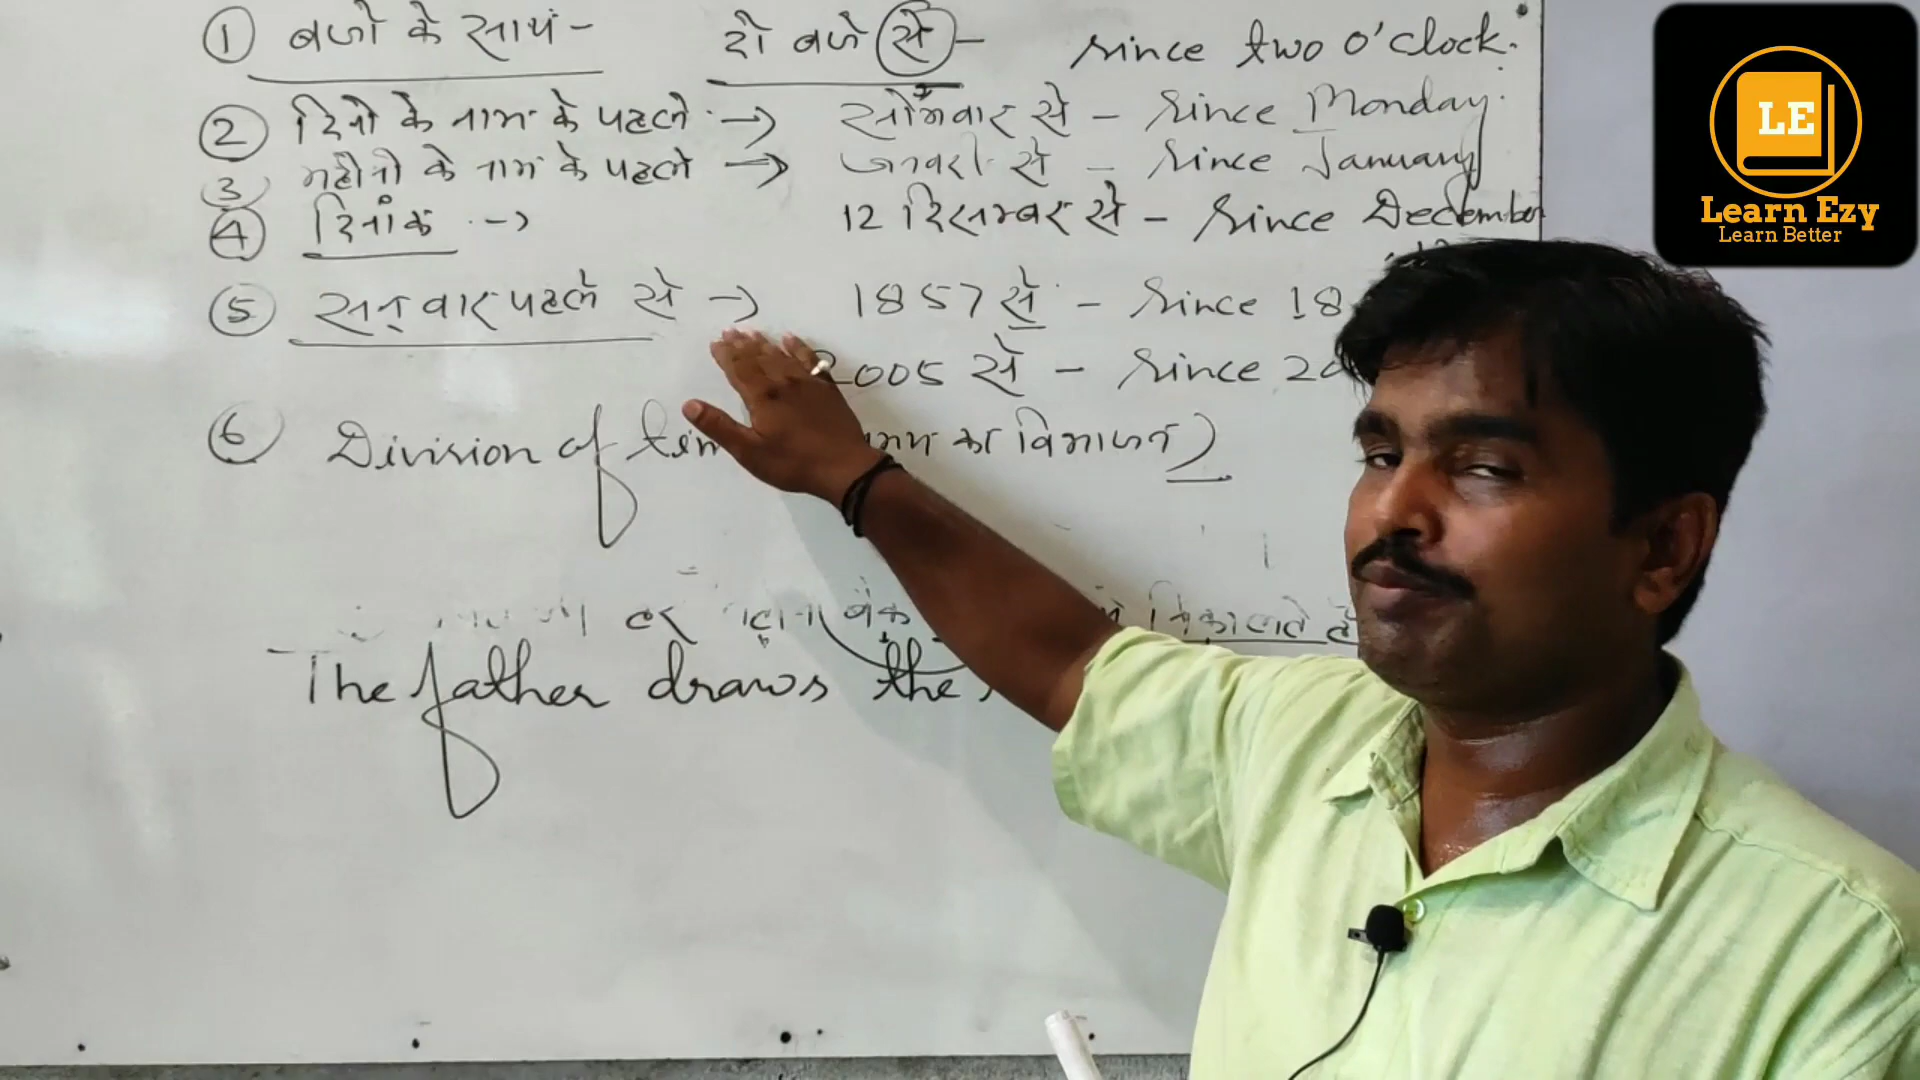 ① बजो के साथ - दो बजे से - since two o'clock.
② दिनो के नाम के पहले → सोमवार से - since Monday.
③ महीनो के नाम के पहले → जनवरी से - since January
④ दिनांक → 12 दिसम्बर से - since December
⑤ सन् वार पहले से → 1857 से - since 18
2005 से - since 20
⑥ Division of का विभाजन)
हर निकालते
The father draws the
LE
Learn Ezy
Learn Better